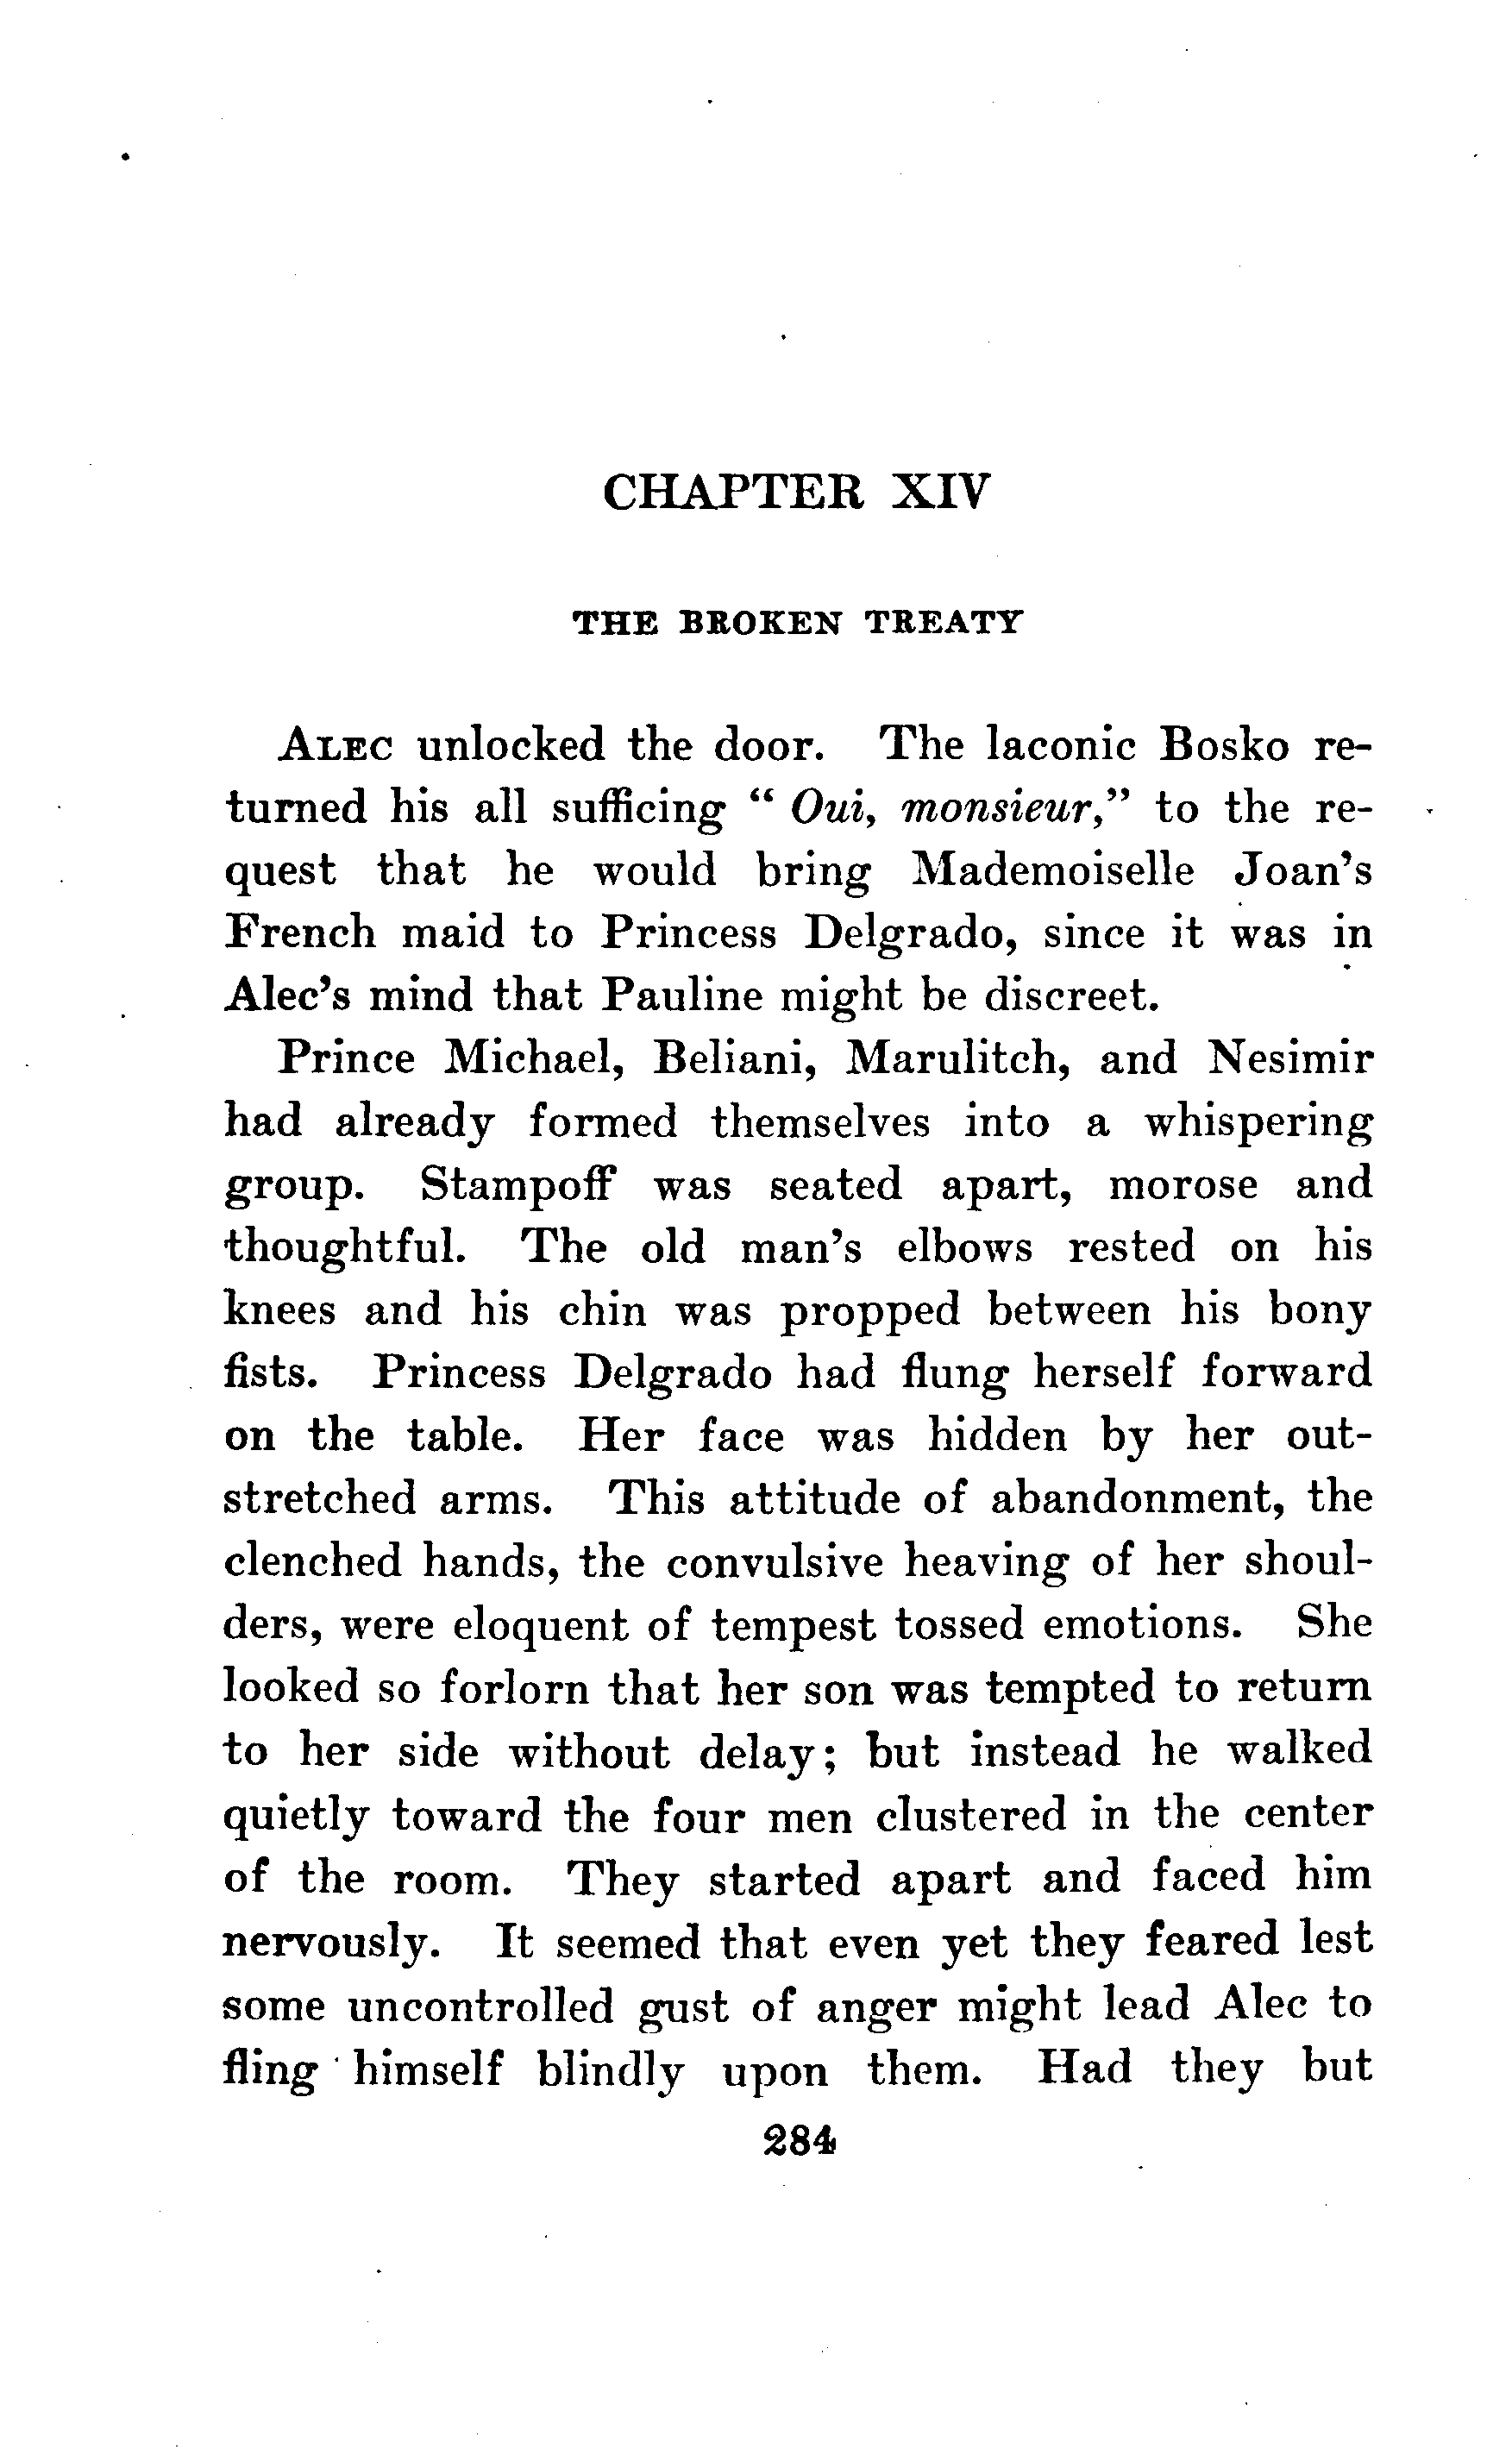 CHAPTER XIV
THE BROKEN TREATY
ALEC unlocked the door. The laconic Bosko re-
turned his all sufficing “ Oui, monsieur,” to the re-
quest that he would bring Mademoiselle Joan’s
French maid to Princess Delgrado, since it was in
Alec’s mind that Pauline might be discreet.
Prince Michael, Beliani, Marulitch, and Nesimir
had already formed themselves into a whispering
group. Stampoff was seated apart, morose and
thoughtful. The old man’s elbows rested on his
knees and his chin was propped between his bony
fists. Princess Delgrado had flung herself forward
on the table. Her face was hidden by her out-
stretched arms. This attitude of abandonment, the
clenched hands, the convulsive heaving of her shoul-
ders, were eloquent of tempest tossed emotions. She
looked so forlorn that her son was tempted to return
to her side without delay; but instead he walked
quietly toward the four men clustered in the center
of the room. They started apart and faced him
nervously. It seemed that even yet they feared lest
some uncontrolled gust of anger might lead Alec to
fling himself blindly upon them. Had they but
284